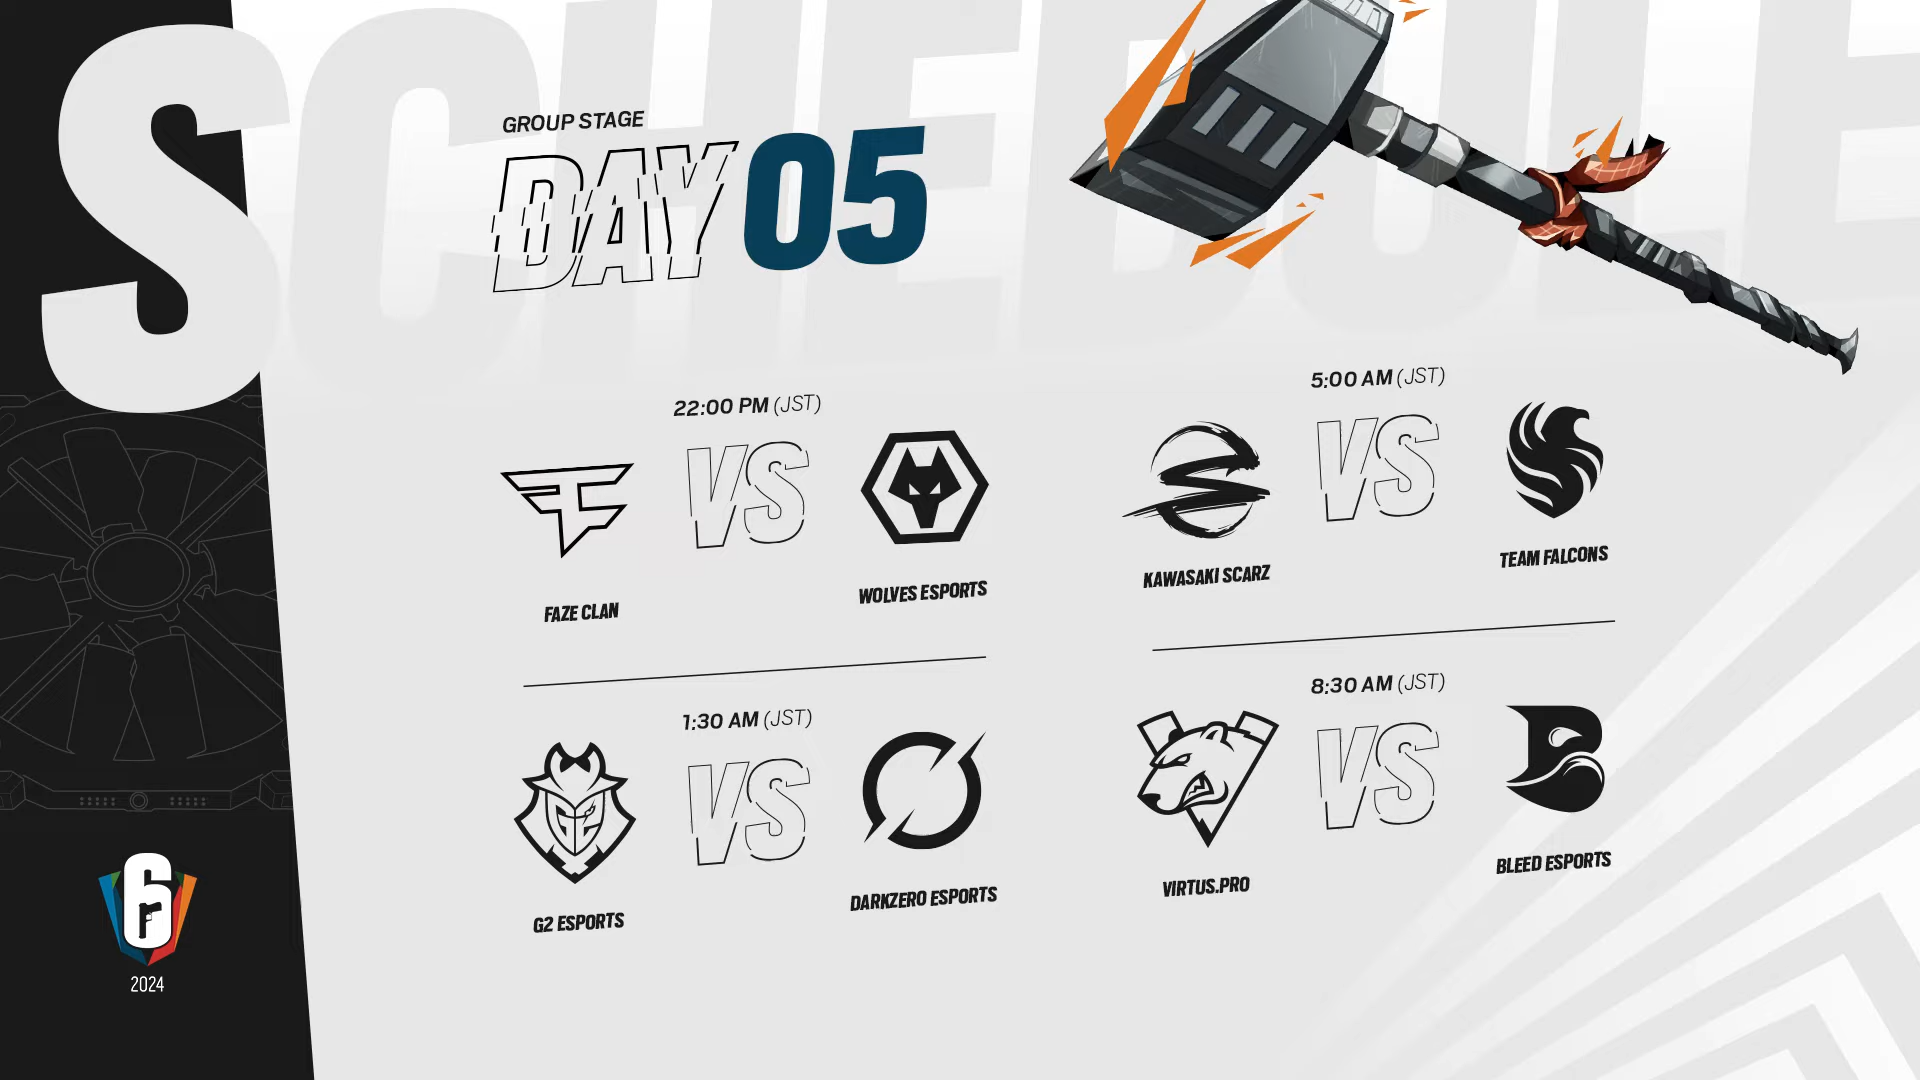 SCHEDULE
GROUP STAGE
DAY 05
22:00 PM (JST)
VS
FAZE CLAN
WOLVES ESPORTS
5:00 AM (JST)
VS
KAWASAKI SCARZ
TEAM FALCONS
1:30 AM (JST)
VS
G2 ESPORTS
DARKZERO ESPORTS
8:30 AM (JST)
VS
VIRTUS.PRO
BLEED ESPORTS
6
2024